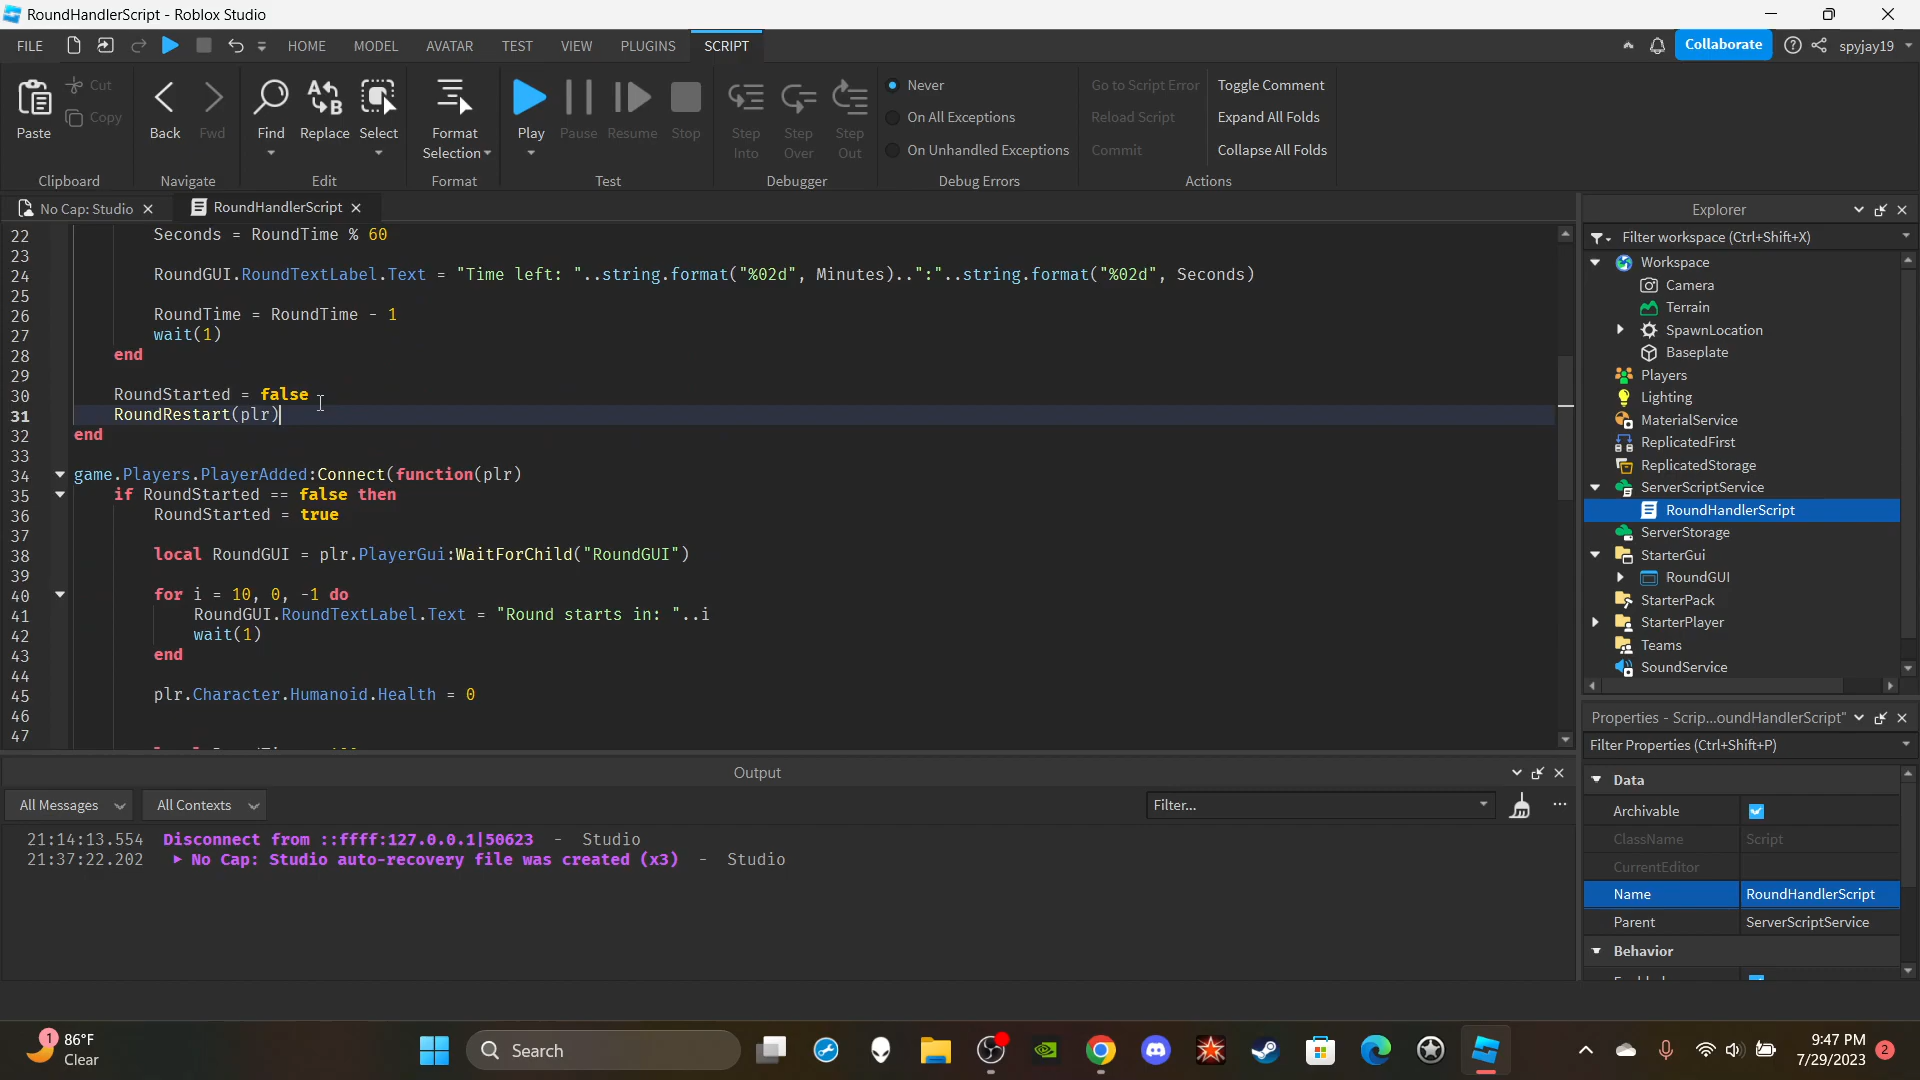 RoundHandlerScript - Roblox Studio
FILE HOME MODEL AVATAR TEST VIEW PLUGINS SCRIPT Collaborate spyjay19
Paste Cut Copy
Clipboard
Back Fwd
Navigate
Find Replace Select
Edit
Format Selection
Format
Play Pause Resume Stop
Test
Step Into Step Over Step Out
Debugger
Never
On All Exceptions
On Unhandled Exceptions
Debug Errors
Go to Script Error
Reload Script
Commit
Toggle Comment
Expand All Folds
Collapse All Folds
Actions
No Cap: Studio RoundHandlerScript
22 Seconds = RoundTime % 60
23
24 RoundGUI.RoundTextLabel.Text = "Time left: "..string.format("%02d", Minutes)..":"..string.format("%02d", Seconds)
25
26 RoundTime = RoundTime - 1
27 wait(1)
28 end
29
30 RoundStarted = false
31 RoundRestart(plr)
32 end
33
34 game.Players.PlayerAdded:Connect(function(plr)
35 if RoundStarted == false then
36 RoundStarted = true
37
38 local RoundGUI = plr.PlayerGui:WaitForChild("RoundGUI")
39
40 for i = 10, 0, -1 do
41 RoundGUI.RoundTextLabel.Text = "Round starts in: "..i
42 wait(1)
43 end
44
45 plr.Character.Humanoid.Health = 0
46
47
Output
All Messages All Contexts Filter...
21:14:13.554 Disconnect from ::ffff:127.0.0.1|50623 - Studio
21:37:22.202 No Cap: Studio auto-recovery file was created (x3) - Studio
Explorer
Filter workspace (Ctrl+Shift+X)
Workspace
Camera
Terrain
SpawnLocation
Baseplate
Players
Lighting
MaterialService
ReplicatedFirst
ReplicatedStorage
ServerScriptService
RoundHandlerScript
ServerStorage
StarterGui
RoundGUI
StarterPack
StarterPlayer
Teams
SoundService
Properties - Scrip...oundHandlerScript"
Filter Properties (Ctrl+Shift+P)
Data
Archivable
ClassName Script
CurrentEditor
Name RoundHandlerScript
Parent ServerScriptService
Behavior
1 86°F
Clear
Search
9:47 PM
7/29/2023
2